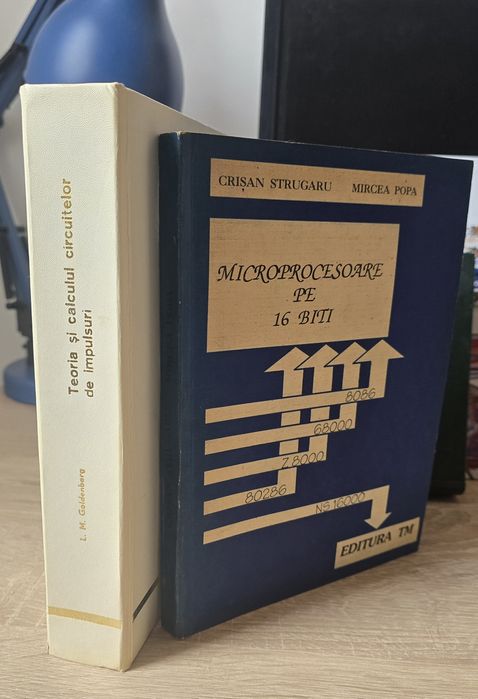 Teoria și calculul circuitelor
de impulsuri
L. M. Goldenberg
CRIȘAN STRUGARU MIRCEA POPA
MICROPROCESOARE
PE
16 BITI
8086
68000
Z 8000
80286
NS 16000
EDITURA TM